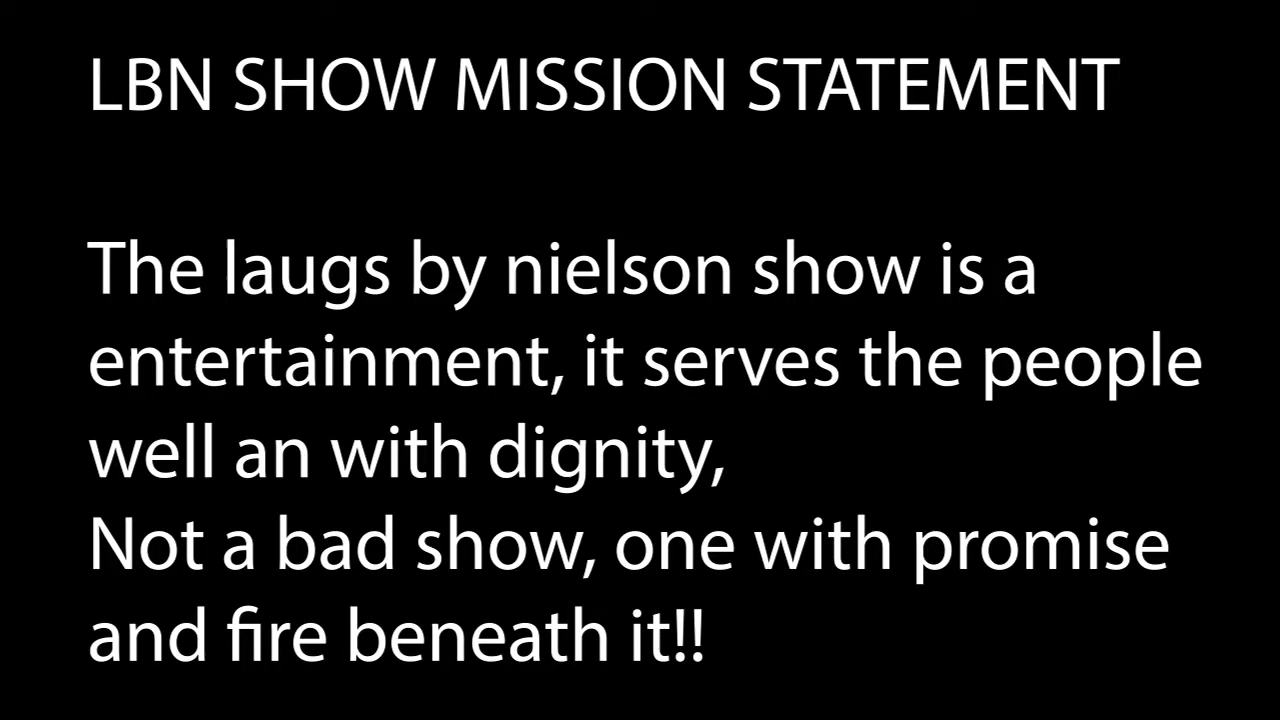 LBN SHOW MISSION STATEMENT
The laugs by nielson show is a
entertainment, it serves the people
well an with dignity,
Not a bad show, one with promise
and fire beneath it!!